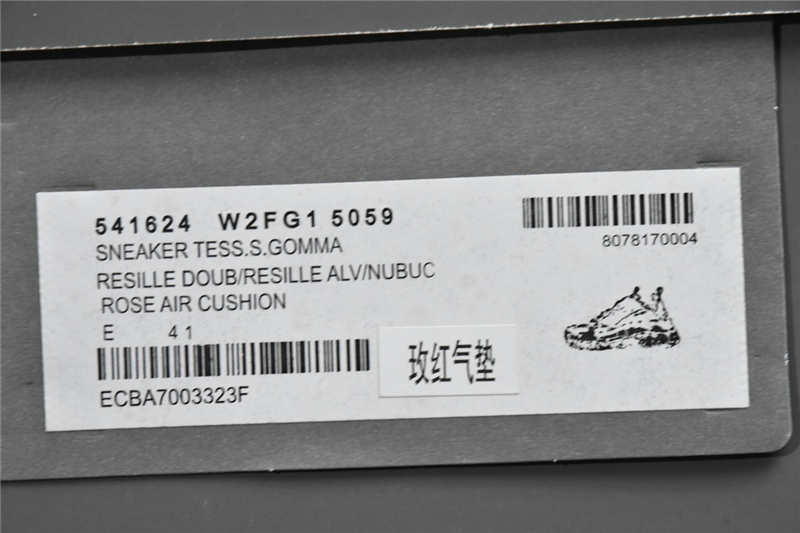 541624 W2FG1 5059
SNEAKER TESS.S.GOMMA
RESILLE DOUB/RESILLE ALV/NUBUC
ROSE AIR CUSHION
E 41
ECBA7003323F
8078170004
玫红气垫